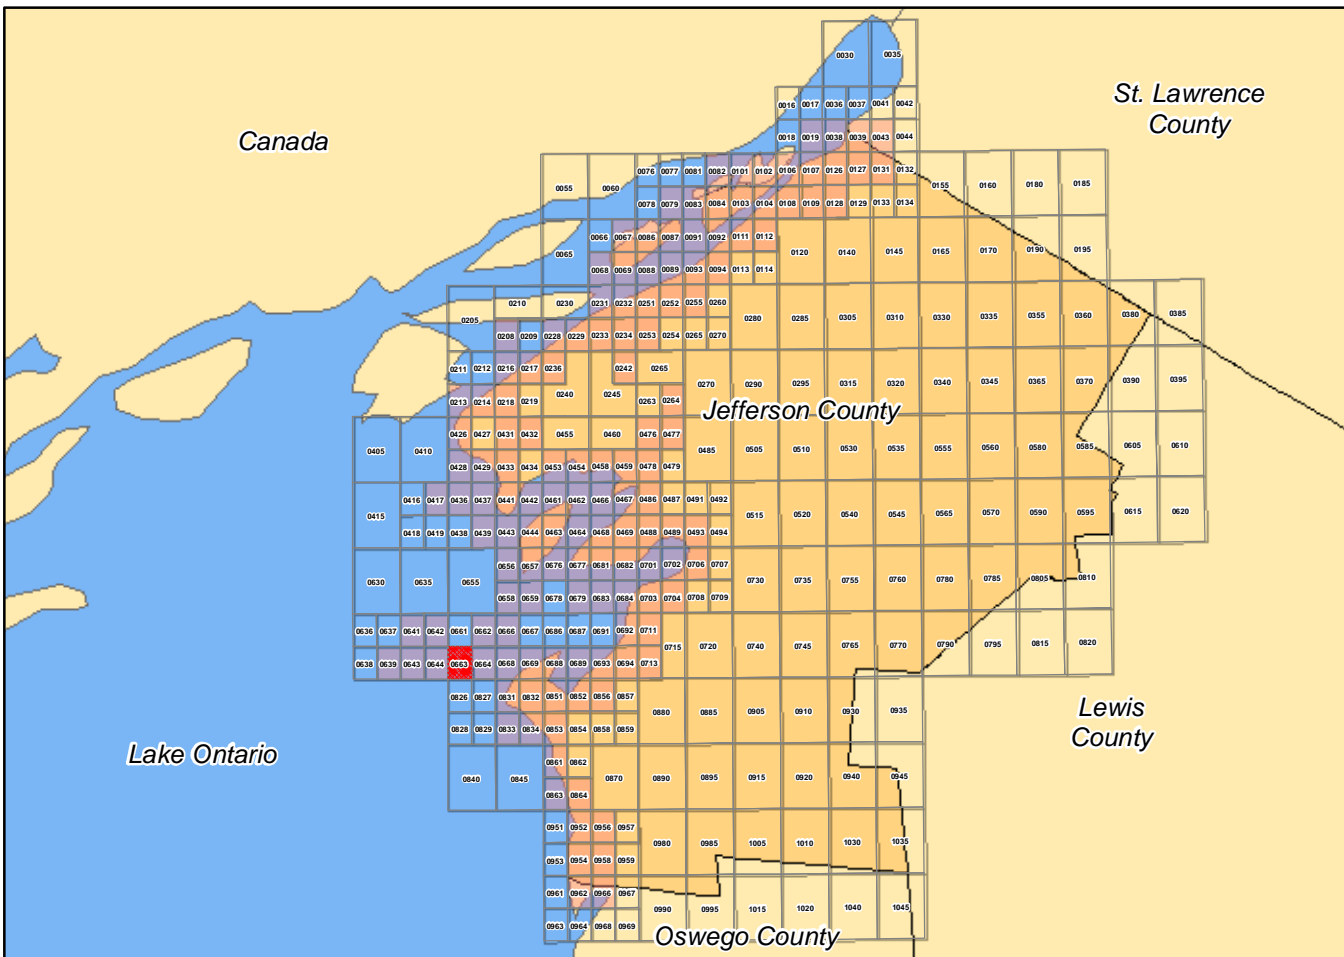 0030 0035
St. Lawrence
County
0016 0017 0036 0037 0041 0042
Canada
0018 0019 0038 0039 0043 0044
0076 0077 0081 0082 0101 0102 0106 0107 0126 0127 0131 0132
0055 0060 0155 0160 0180 0185
0078 0079 0083 0084 0103 0104 0108 0109 0128 0129 0133 0134
0066 0067 0086 0087 0091 0092 0111 0112
0065 0120 0140 0145 0165 0170 0190 0195
0068 0069 0088 0089 0093 0094 0113 0114
0210 0230 0231 0232 0251 0252 0255 0260
0205 0280 0285 0305 0310 0330 0335 0355 0360 0380 0385
0208 0209 0228 0229 0233 0234 0253 0254 0265 0270
0211 0212 0216 0217 0236 0242 0265
0270 0290 0295 0315 0320 0340 0345 0365 0370 0390 0395
0213 0214 0218 0219 0240 0245 0263 0264
Jefferson County
0426 0427 0431 0432 0455 0460 0476 0477
0405 0410 0485 0505 0510 0530 0535 0555 0560 0580 0585 0605 0610
0428 0429 0433 0434 0453 0454 0458 0459 0478 0479
0416 0417 0436 0437 0441 0442 0461 0462 0466 0467 0486 0487 0491 0492
0415 0515 0520 0540 0545 0565 0570 0590 0595 0615 0620
0418 0419 0438 0439 0443 0444 0463 0464 0468 0469 0488 0489 0493 0494
0656 0657 0676 0677 0681 0682 0701 0702 0706 0707
0630 0635 0655 0730 0735 0755 0760 0780 0785 0805 0810
0658 0659 0678 0679 0683 0684 0703 0704 0708 0709
0636 0637 0641 0642 0661 0662 0666 0667 0686 0687 0691 0692 0711
0715 0720 0740 0745 0765 0770 0790 0795 0815 0820
0638 0639 0643 0644 0663 0664 0668 0669 0688 0689 0693 0694 0713
0826 0827 0831 0832 0851 0852 0856 0857
0880 0885 0905 0910 0930 0935
Lewis
County
0828 0829 0833 0834 0853 0854 0858 0859
Lake Ontario
0861 0862
0840 0845 0870 0890 0895 0915 0920 0940 0945
0863 0864
0951 0952 0956 0957
0980 0985 1005 1010 1030 1035
0953 0954 0958 0959
0961 0962 0966 0967
0990 0995 1015 1020 1040 1045
0963 0964 0968 0969
Oswego County